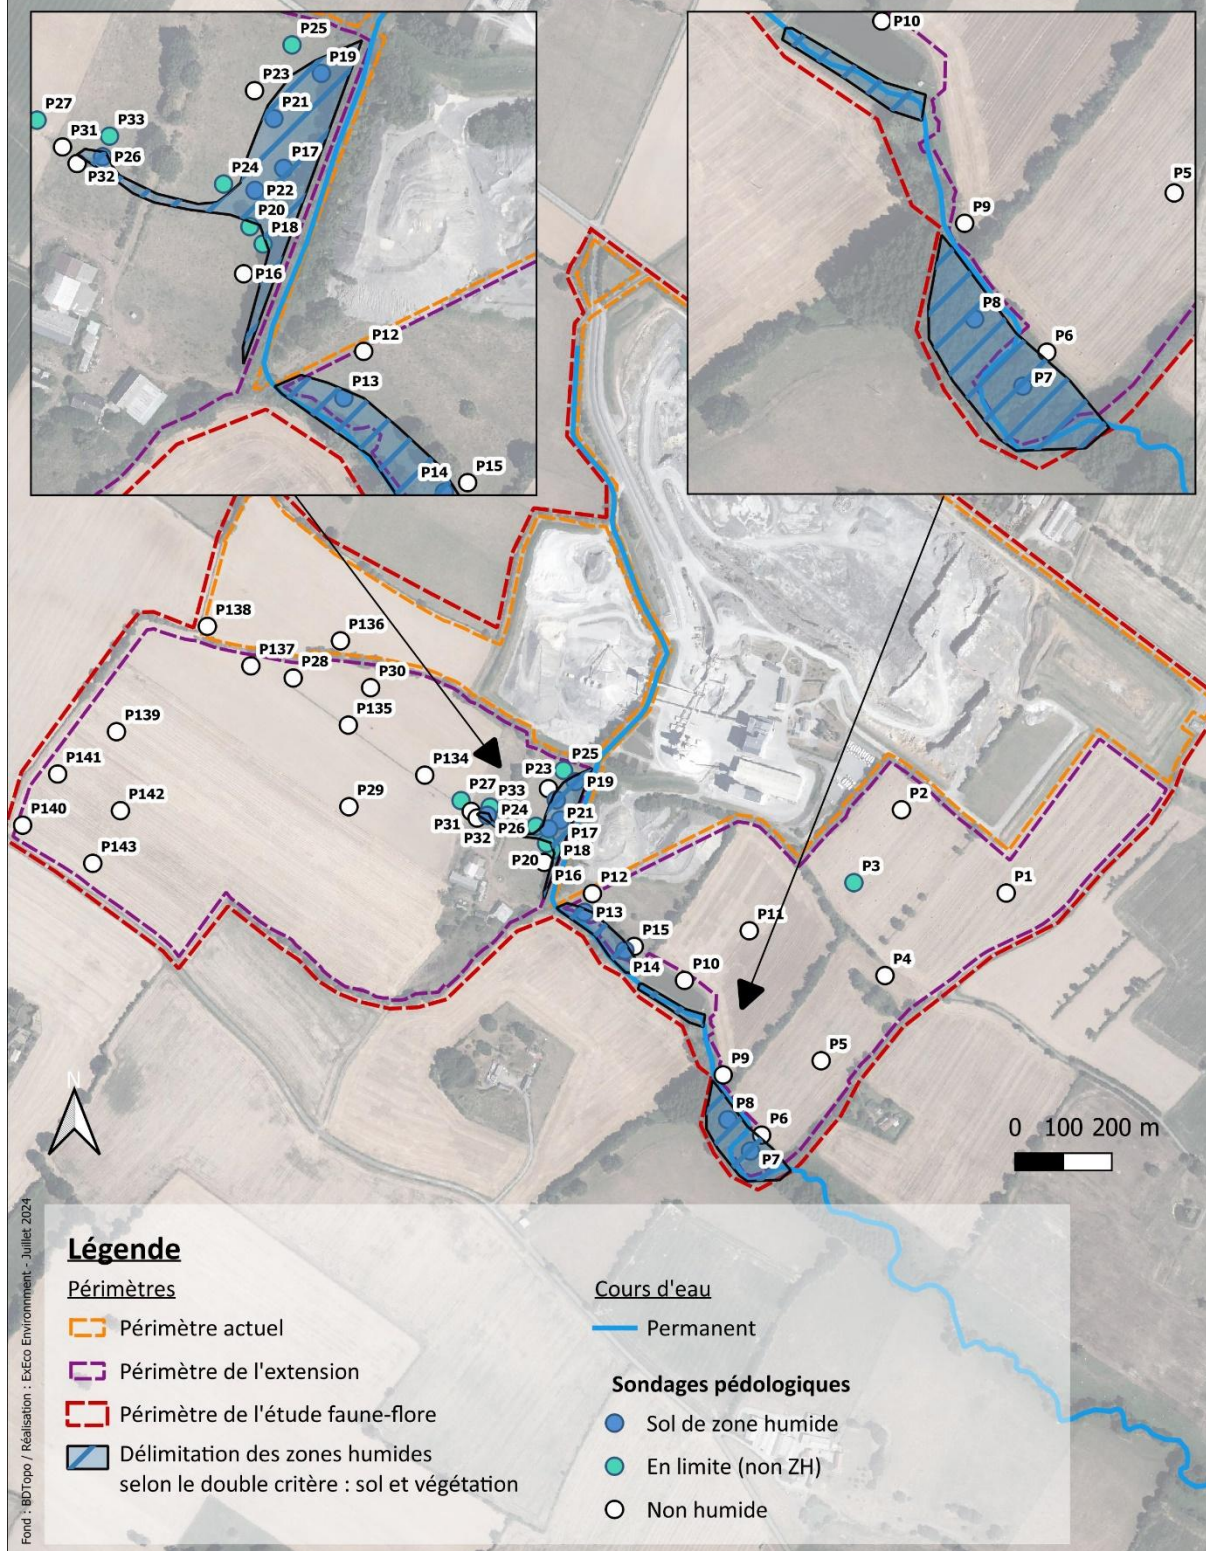 P25
P19
P23
P21
P27
P33
P31
P26
P17
P32
P24
P22
P20
P18
P16
P12
P13
P15
P14
P10
P5
P9
P8
P6
P7
P138
P136
P137
P28
P30
P139
P135
P141
P134
P25
P23
P19
P27
P33
P2
P140
P142
P29
P24
P21
P31
P26
P17
P32
P18
P3
P143
P20
P16
P12
P1
P13
P11
P15
P14
P10
P4
P9
P5
P8
P6
P7
N
0 100 200 m
Légende
Périmètres
Périmètre actuel
Périmètre de l'extension
Périmètre de l'étude faune-flore
Délimitation des zones humides
selon le double critère : sol et végétation
Cours d'eau
Permanent
Sondages pédologiques
Sol de zone humide
En limite (non ZH)
Non humide
Fond : BDTopo / Réalisation : ExEco Environnment - Juillet 2024